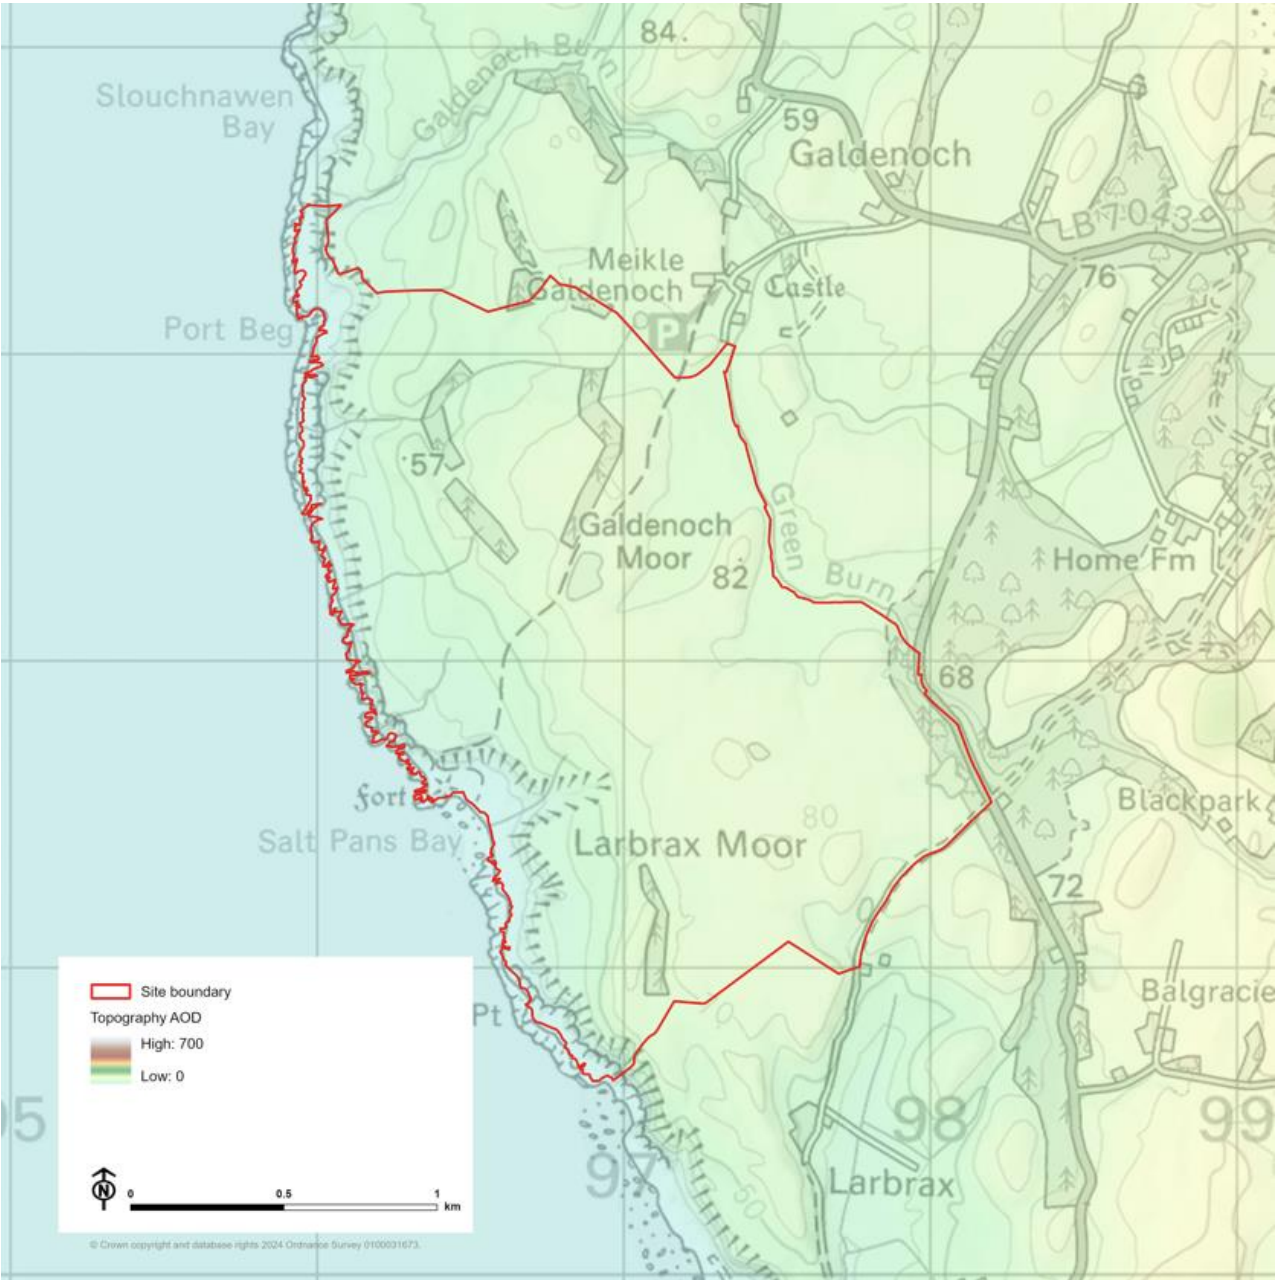 84.
Galdenoch Burn
Slouchnawen
Bay
59
Galdenoch
LB 7043
Meikle
Galdenoch
Castle
76
P
Port Beg
57
Galdenoch
Moor
82
Green Burn
Home Fm
68
Fort
Salt Pans Bay
Larbrax Moor
80
Blackpark
72
Pt
Balgracie
95
97
98
99
50
Larbrax
Site boundary
Topography AOD
High: 700
Low: 0
N
0 0.5 1
km
© Crown copyright and database rights 2024 Ordnance Survey 0100031673.